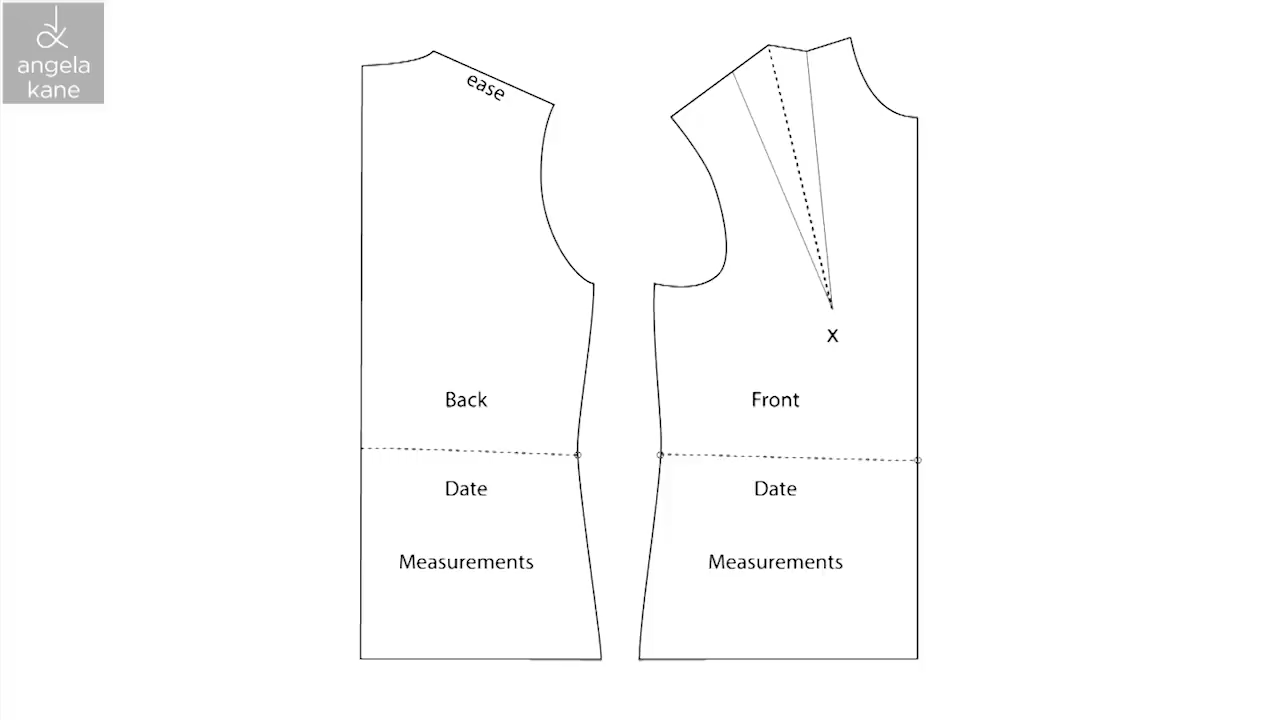 angela
kane
ease
x
Back
Front
Date
Date
Measurements
Measurements